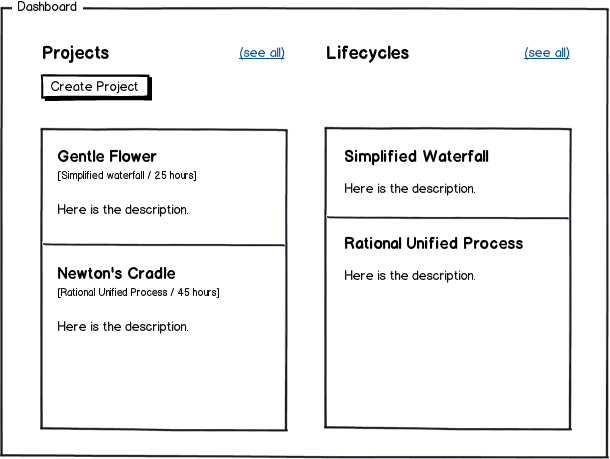 Dashboard
Projects
(see all)
Create Project
Gentle Flower
[Simplified waterfall / 25 hours]
Here is the description.
Newton's Cradle
[Rational Unified Process / 45 hours]
Here is the description.
Lifecycles
(see all)
Simplified Waterfall
Here is the description.
Rational Unified Process
Here is the description.